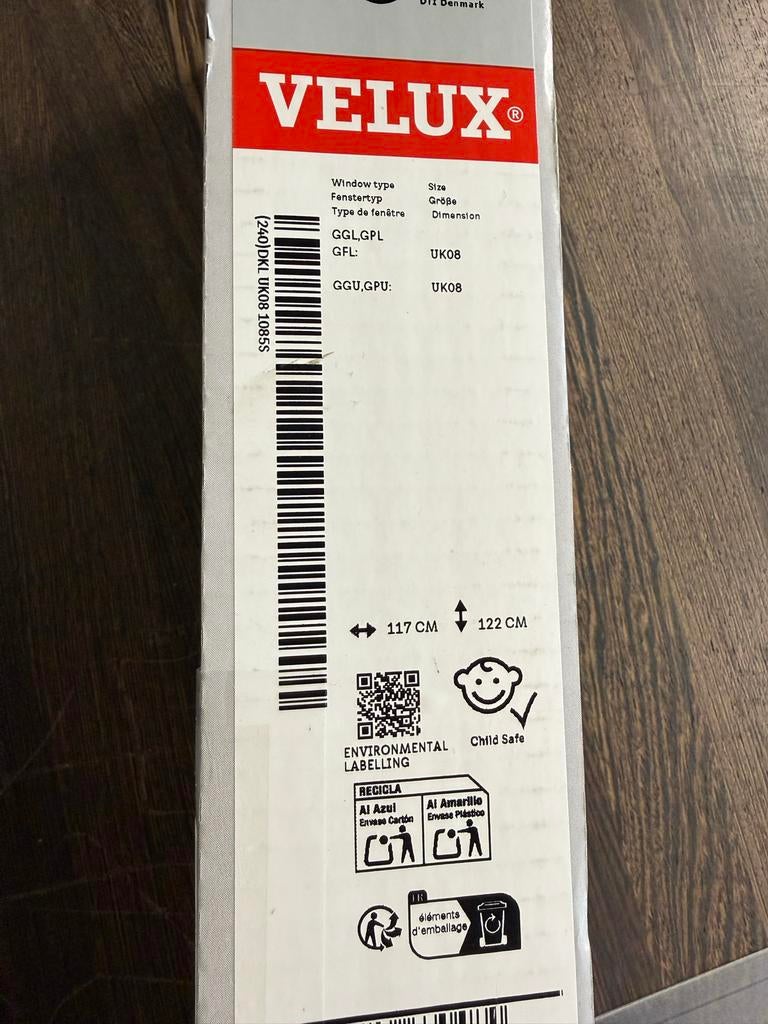 DTI Denmark
VELUX®
Window type Size
Fenstertyp Größe
Type de fenêtre Dimension
GGL,GPL
GFL: UK08
GGU,GPU: UK08
(240)DKL UK08 1085S
117 CM 122 CM
ENVIRONMENTAL
LABELLING
Child Safe
RECICLA
Al Azul
Envase Cartón
Al Amarillo
Envase Plástico
FR
éléments
d'emballage